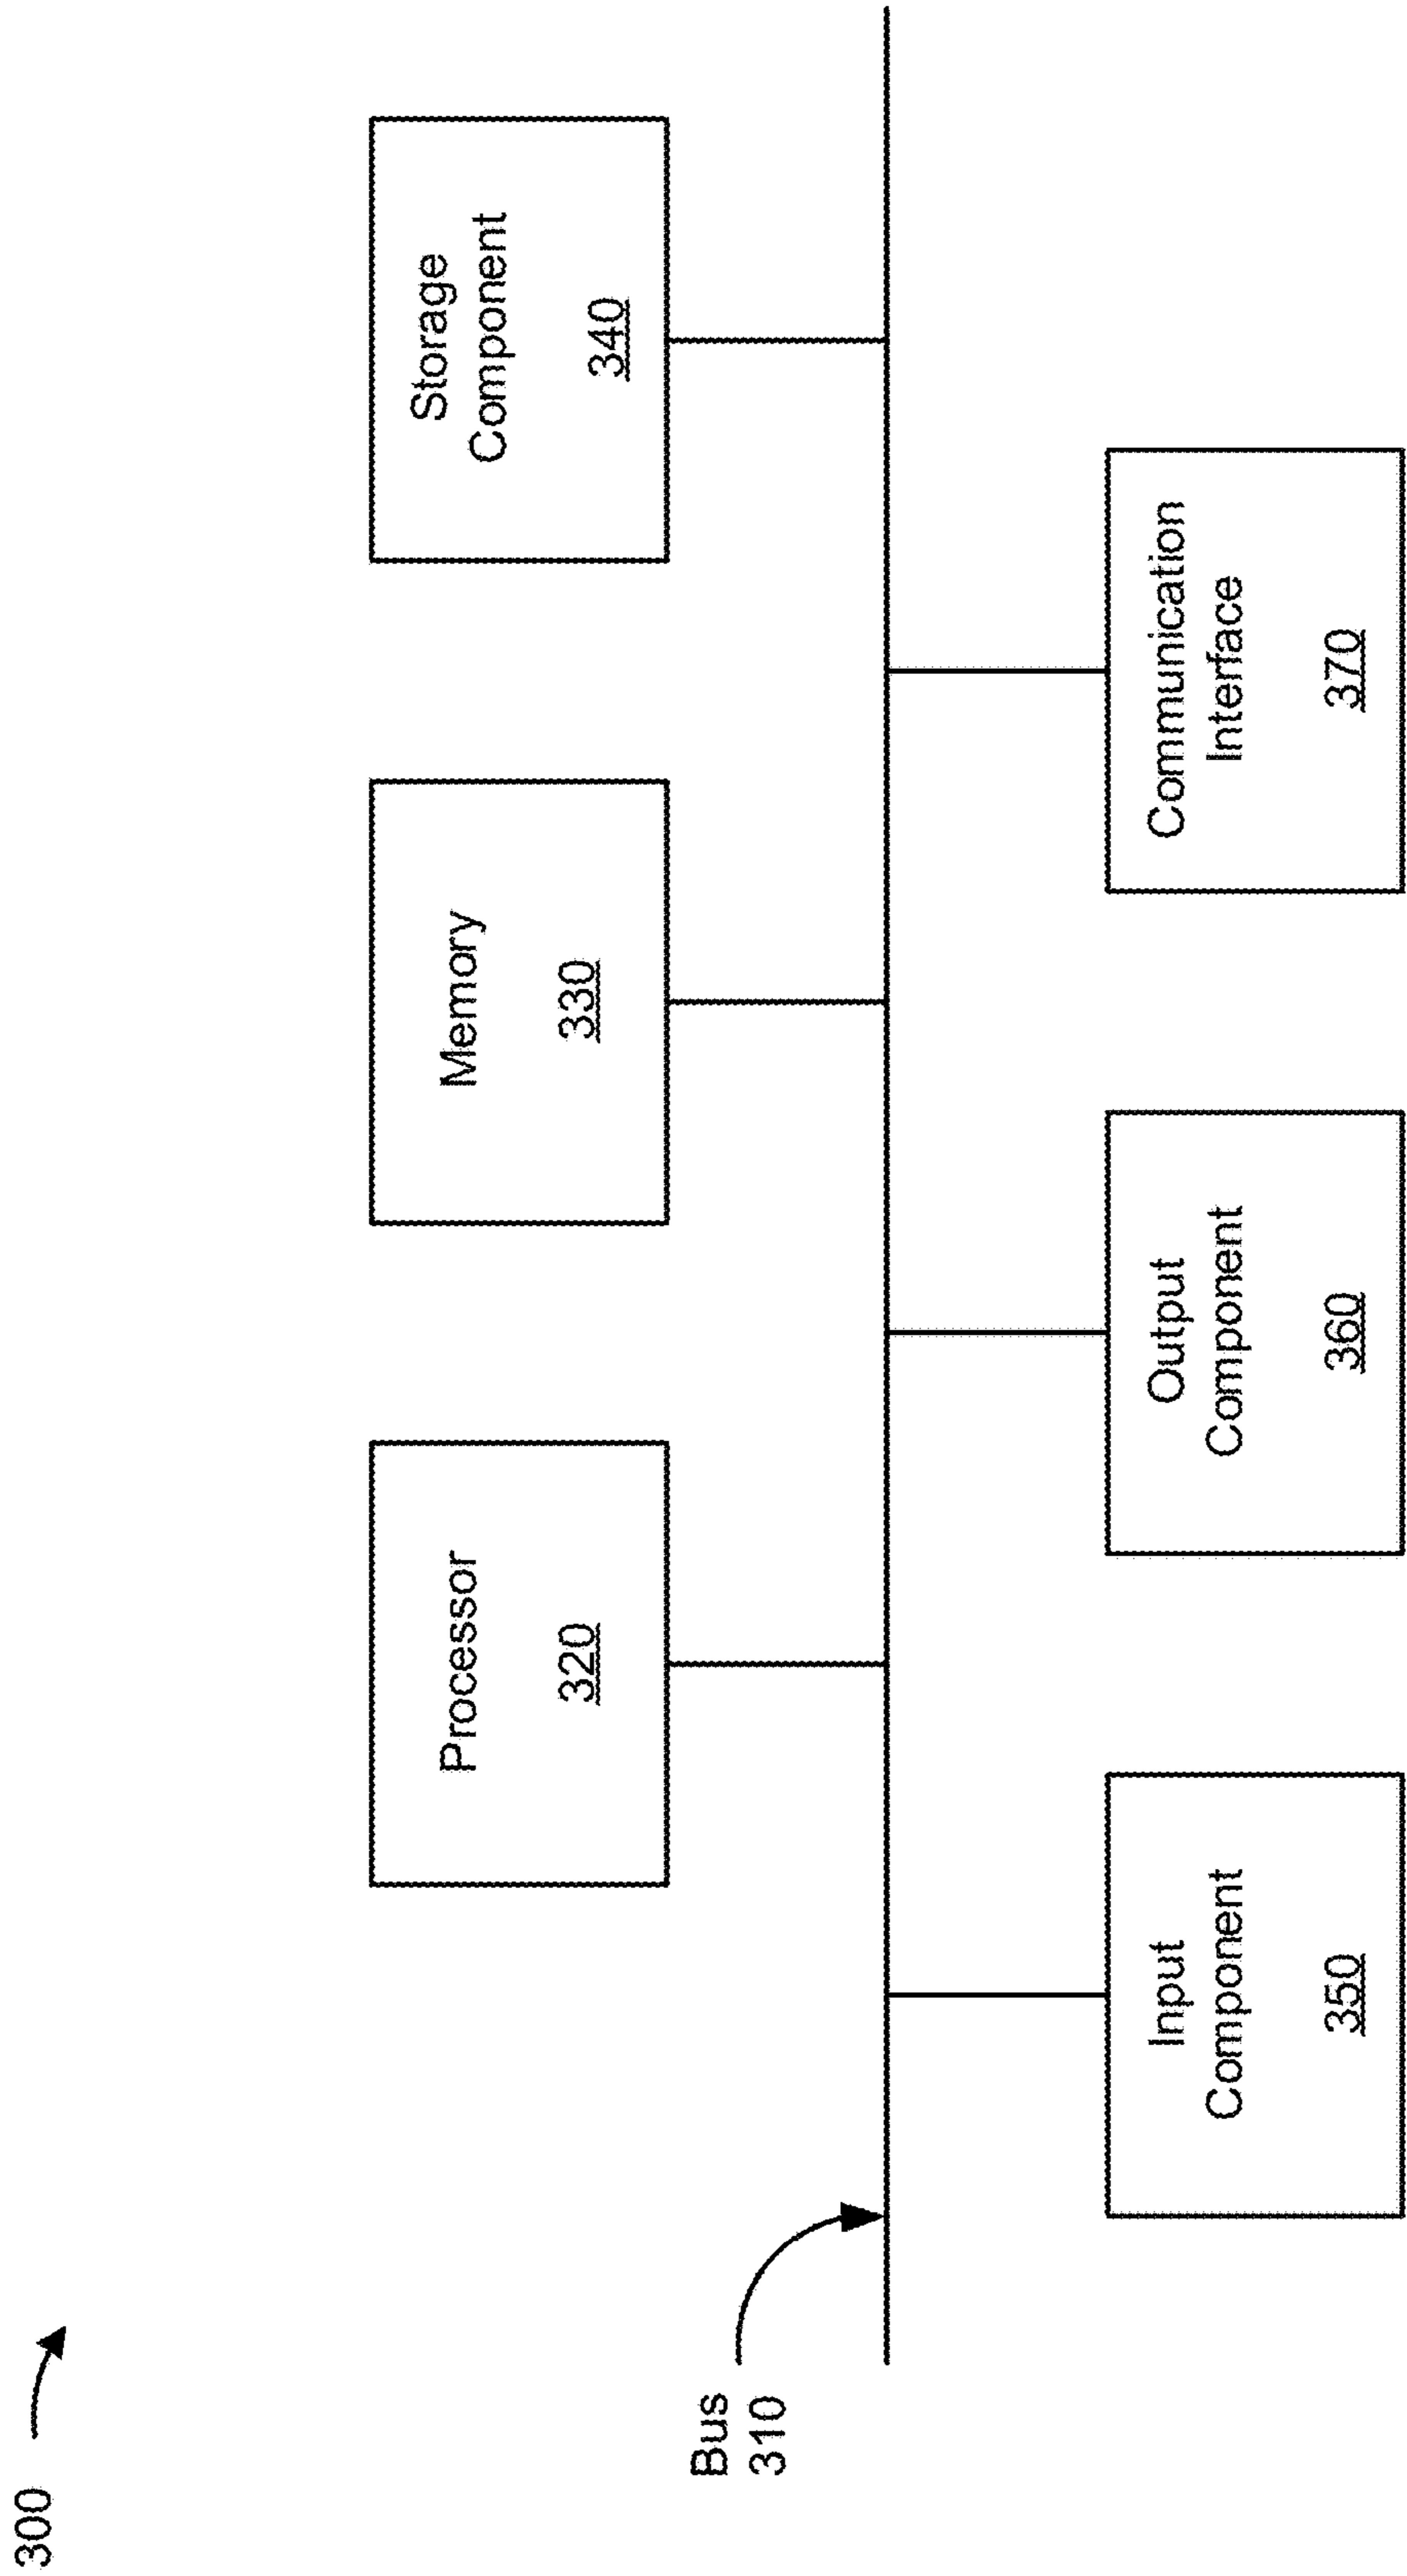 300
Processor
320
Memory
330
Storage
Component
340
Bus
310
Input
Component
350
Output
Component
360
Communication
Interface
370